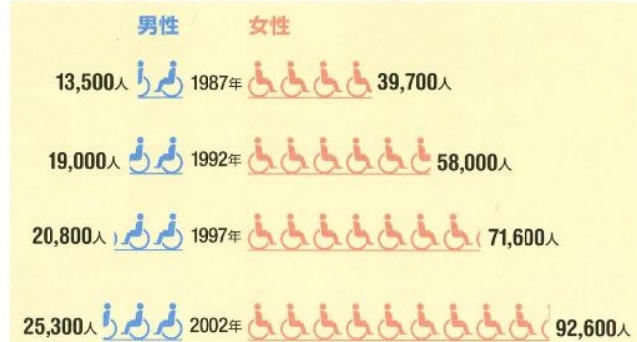 男性 女性
13,500人 1987年 39,700人
19,000人 1992年 58,000人
20,800人 1997年 71,600人
25,300人 2002年 92,600人